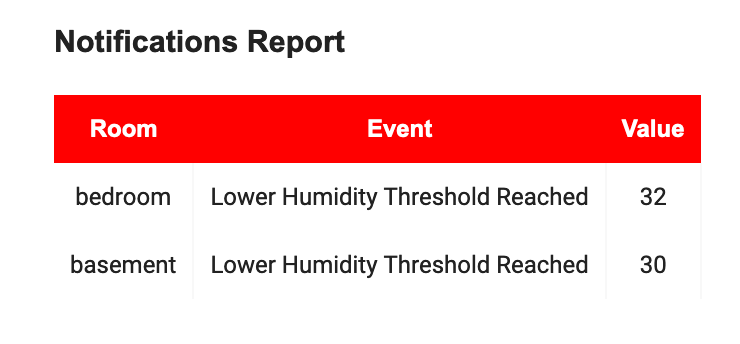 Notifications Report
Room Event Value
bedroom Lower Humidity Threshold Reached 32
basement Lower Humidity Threshold Reached 30